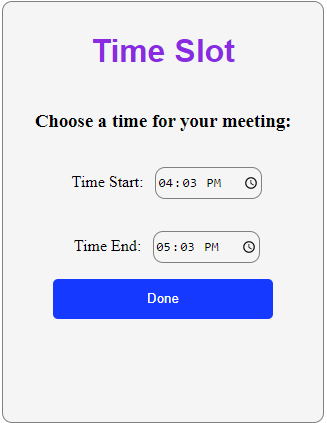 Time Slot
Choose a time for your meeting:
Time Start: 04:03 PM
Time End: 05:03 PM
Done